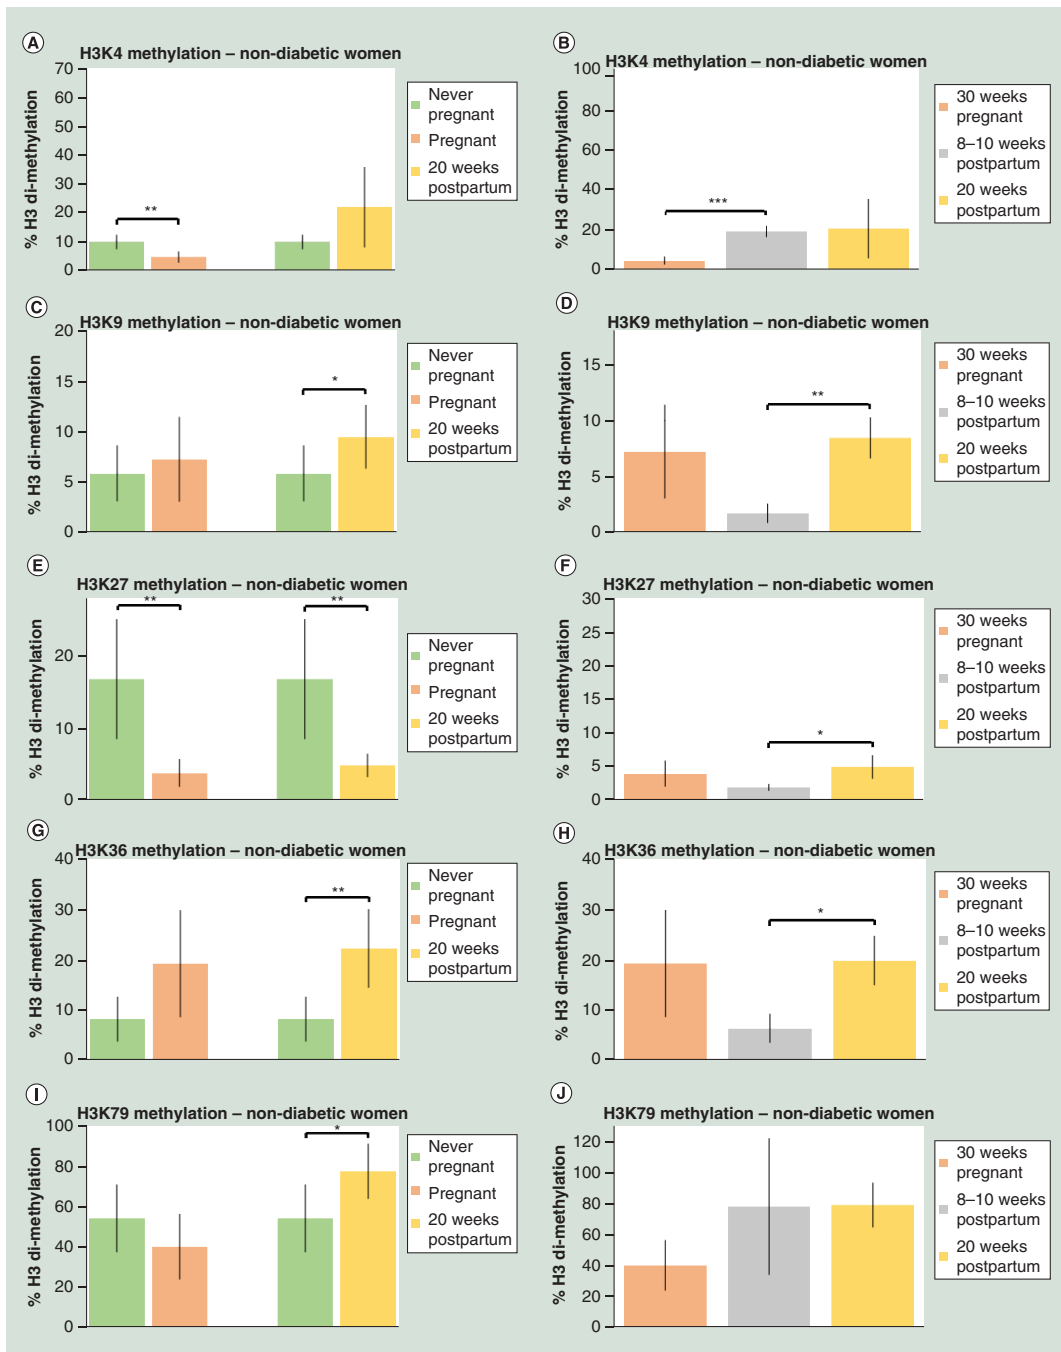 A
H3K4 methylation – non-diabetic women
% H3 di-methylation
70
60
50
40
30
20
10
0
**
Never
pregnant
Pregnant
20 weeks
postpartum
B
H3K4 methylation – non-diabetic women
% H3 di-methylation
100
80
60
40
20
0
***
30 weeks
pregnant
8–10 weeks
postpartum
20 weeks
postpartum
C
H3K9 methylation – non-diabetic women
% H3 di-methylation
20
15
10
5
0
*
Never
pregnant
Pregnant
20 weeks
postpartum
D
H3K9 methylation – non-diabetic women
% H3 di-methylation
15
10
5
0
**
30 weeks
pregnant
8–10 weeks
postpartum
20 weeks
postpartum
E
H3K27 methylation – non-diabetic women
% H3 di-methylation
20
10
0
**
**
Never
pregnant
Pregnant
20 weeks
postpartum
F
H3K27 methylation – non-diabetic women
% H3 di-methylation
30
25
20
15
10
5
0
*
30 weeks
pregnant
8–10 weeks
postpartum
20 weeks
postpartum
G
H3K36 methylation – non-diabetic women
% H3 di-methylation
40
30
20
10
0
**
Never
pregnant
Pregnant
20 weeks
postpartum
H
H3K36 methylation – non-diabetic women
% H3 di-methylation
40
30
20
10
0
*
30 weeks
pregnant
8–10 weeks
postpartum
20 weeks
postpartum
I
H3K79 methylation – non-diabetic women
% H3 di-methylation
100
80
60
40
20
0
*
Never
pregnant
Pregnant
20 weeks
postpartum
J
H3K79 methylation – non-diabetic women
% H3 di-methylation
120
100
80
60
40
20
0
30 weeks
pregnant
8–10 weeks
postpartum
20 weeks
postpartum